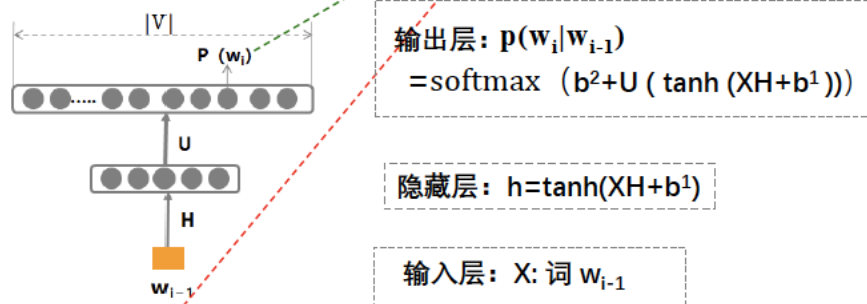 |V|
P (wᵢ)
.....
U
H
wᵢ₋₁
输出层：p(wᵢ|wᵢ₋₁)
=softmax（b²+U ( tanh (XH+b¹ ))）
隐藏层：h=tanh(XH+b¹)
输入层：X: 词 wᵢ₋₁